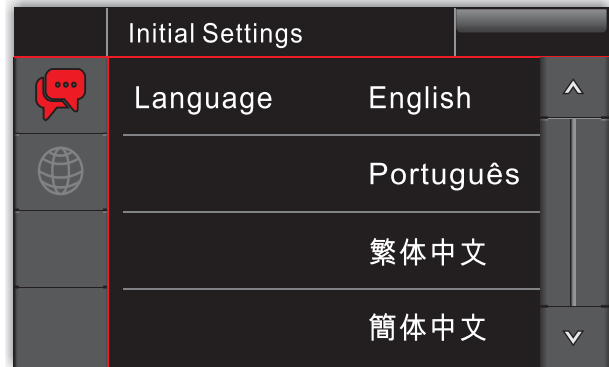 Initial Settings
Language English
Português
繁体中文
簡体中文